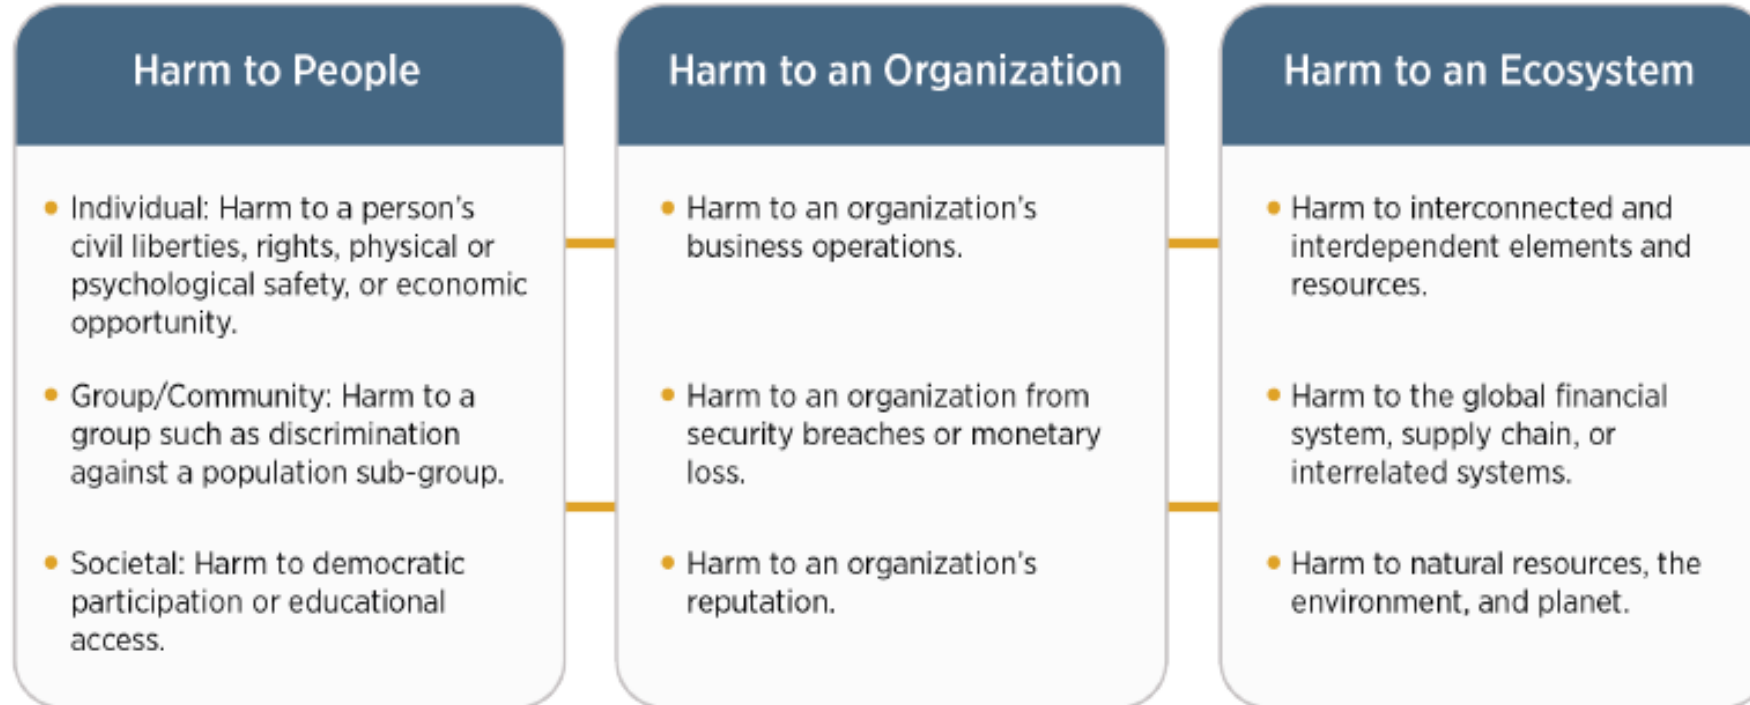 Harm to People
Individual: Harm to a person's
civil liberties, rights, physical or
psychological safety, or economic
opportunity.
Group/Community: Harm to a
group such as discrimination
against a population sub-group.
Societal: Harm to democratic
participation or educational
access.
Harm to an Organization
Harm to an organization's
business operations.
Harm to an organization from
security breaches or monetary
loss.
Harm to an organization's
reputation.
Harm to an Ecosystem
Harm to interconnected and
interdependent elements and
resources.
Harm to the global financial
system, supply chain, or
interrelated systems.
Harm to natural resources, the
environment, and planet.